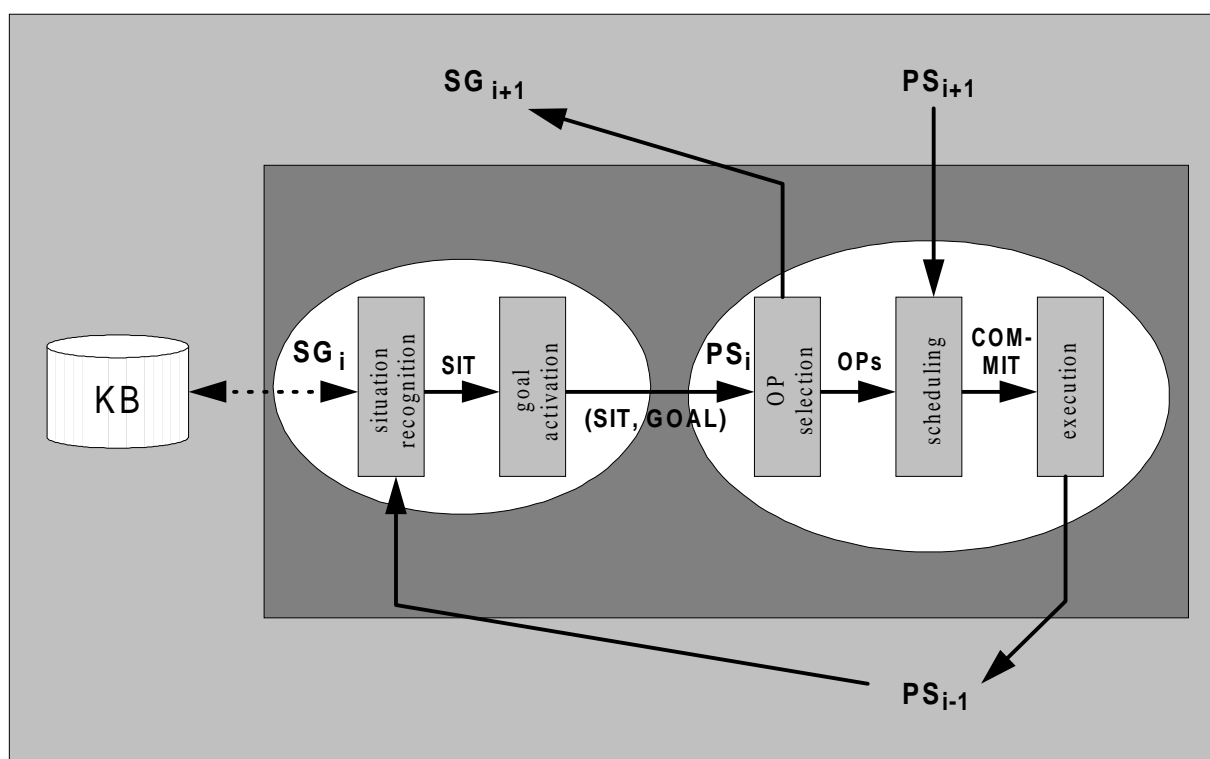 SG i+1
PS i+1
KB
SG i
situation
recognition
SIT
goal
activation
(SIT, GOAL)
PS i
OP
selection
OPs
scheduling
COM-
MIT
execution
PS i-1